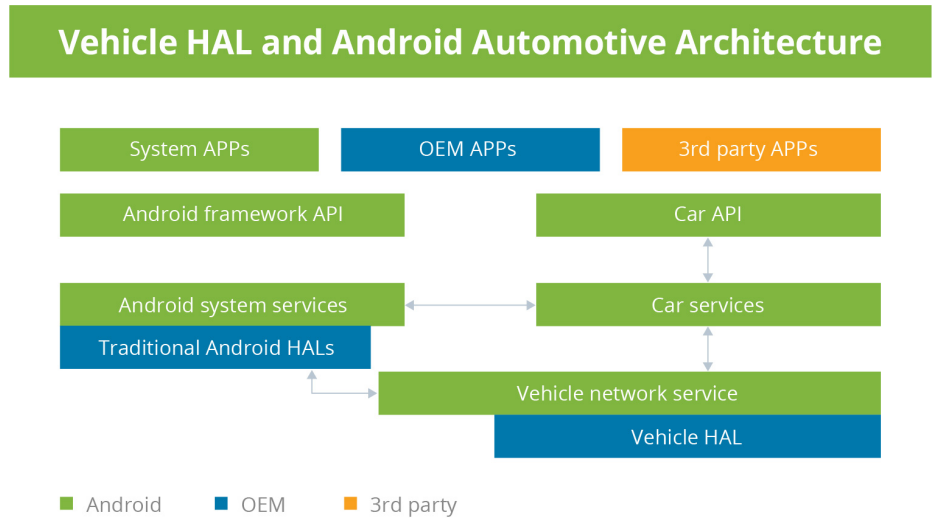 Vehicle HAL and Android Automotive Architecture
System APPs
OEM APPs
3rd party APPs
Android framework API
Car API
Android system services
Car services
Traditional Android HALs
Vehicle network service
Vehicle HAL
Android
OEM
3rd party